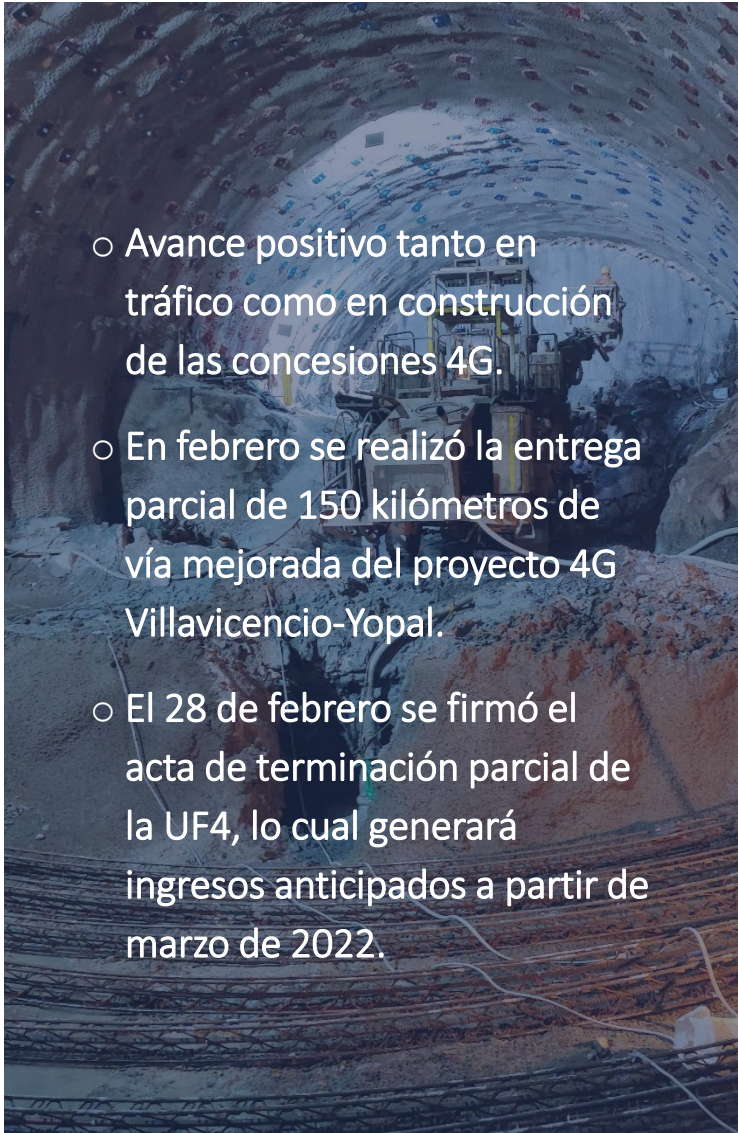 ○ Avance positivo tanto en
tráfico como en construcción
de las concesiones 4G.
○ En febrero se realizó la entrega
parcial de 150 kilómetros de
vía mejorada del proyecto 4G
Villavicencio-Yopal.
○ El 28 de febrero se firmó el
acta de terminación parcial de
la UF4, lo cual generará
ingresos anticipados a partir de
marzo de 2022.